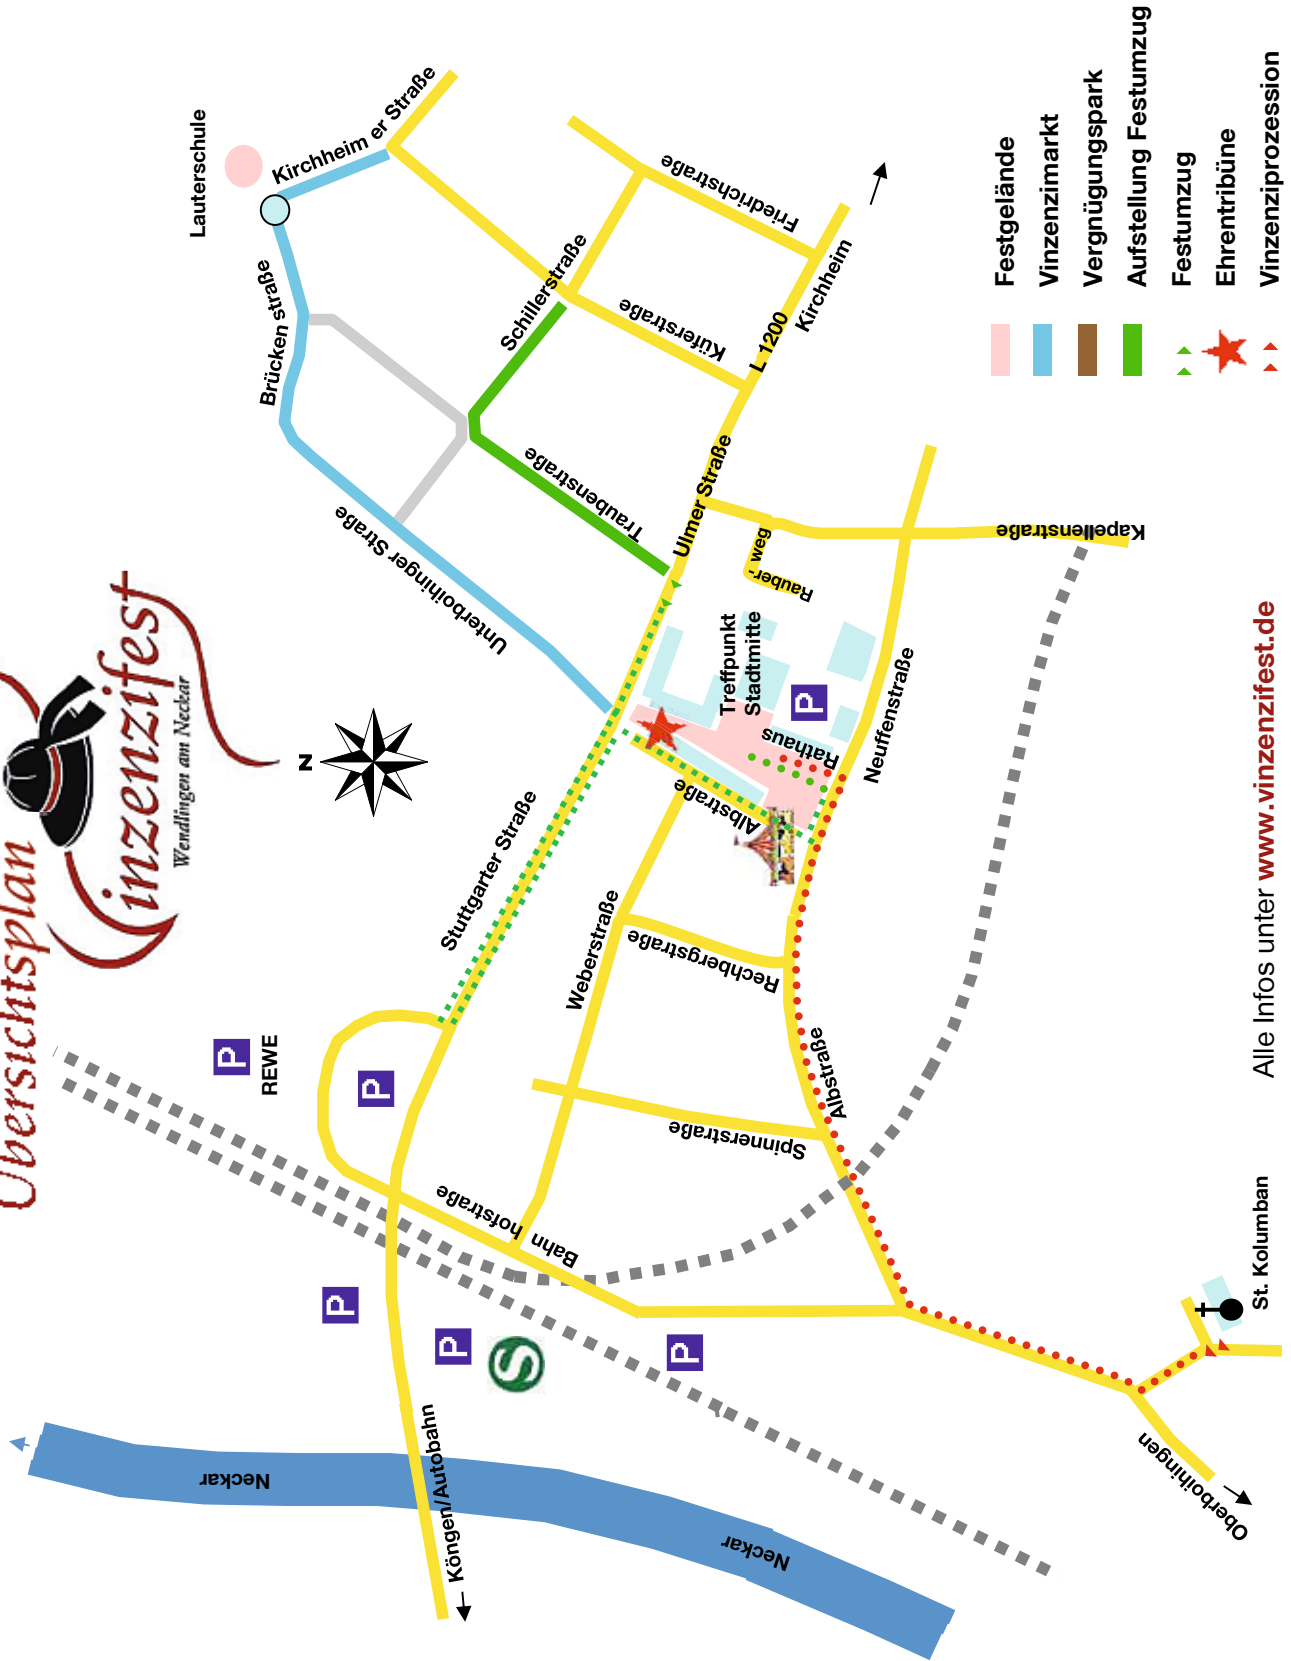 Übersichtsplan
Vinzenzifest
Wendlingen am Neckar
N
Lauterschule
Kirchheim er Straße
Brücken straße
Unterboihinger Straße
Schillerstraße
Traubenstraße
Friedrichstraße
Küferstraße
L 1200
Kirchheim
Ulmer Straße
Rauber-
weg
Kapellenstraße
Treffpunkt
Stadtmitte
P
Rathaus
Neuffenstraße
Albstraße
Stuttgarter Straße
Weberstraße
Rechbergstraße
Spinnerstraße
Albstraße
P
REWE
P
Bahn hofstraße
P
P
S
P
Neckar
Neckar
Köngen/Autobahn
Oberboihingen
St. Kolumban
Festgelände
Vinzenzimarkt
Vergnügungspark
Aufstellung Festumzug
Festumzug
Ehrentribüne
Vinzenziprozession
Alle Infos unter www.vinzenzifest.de